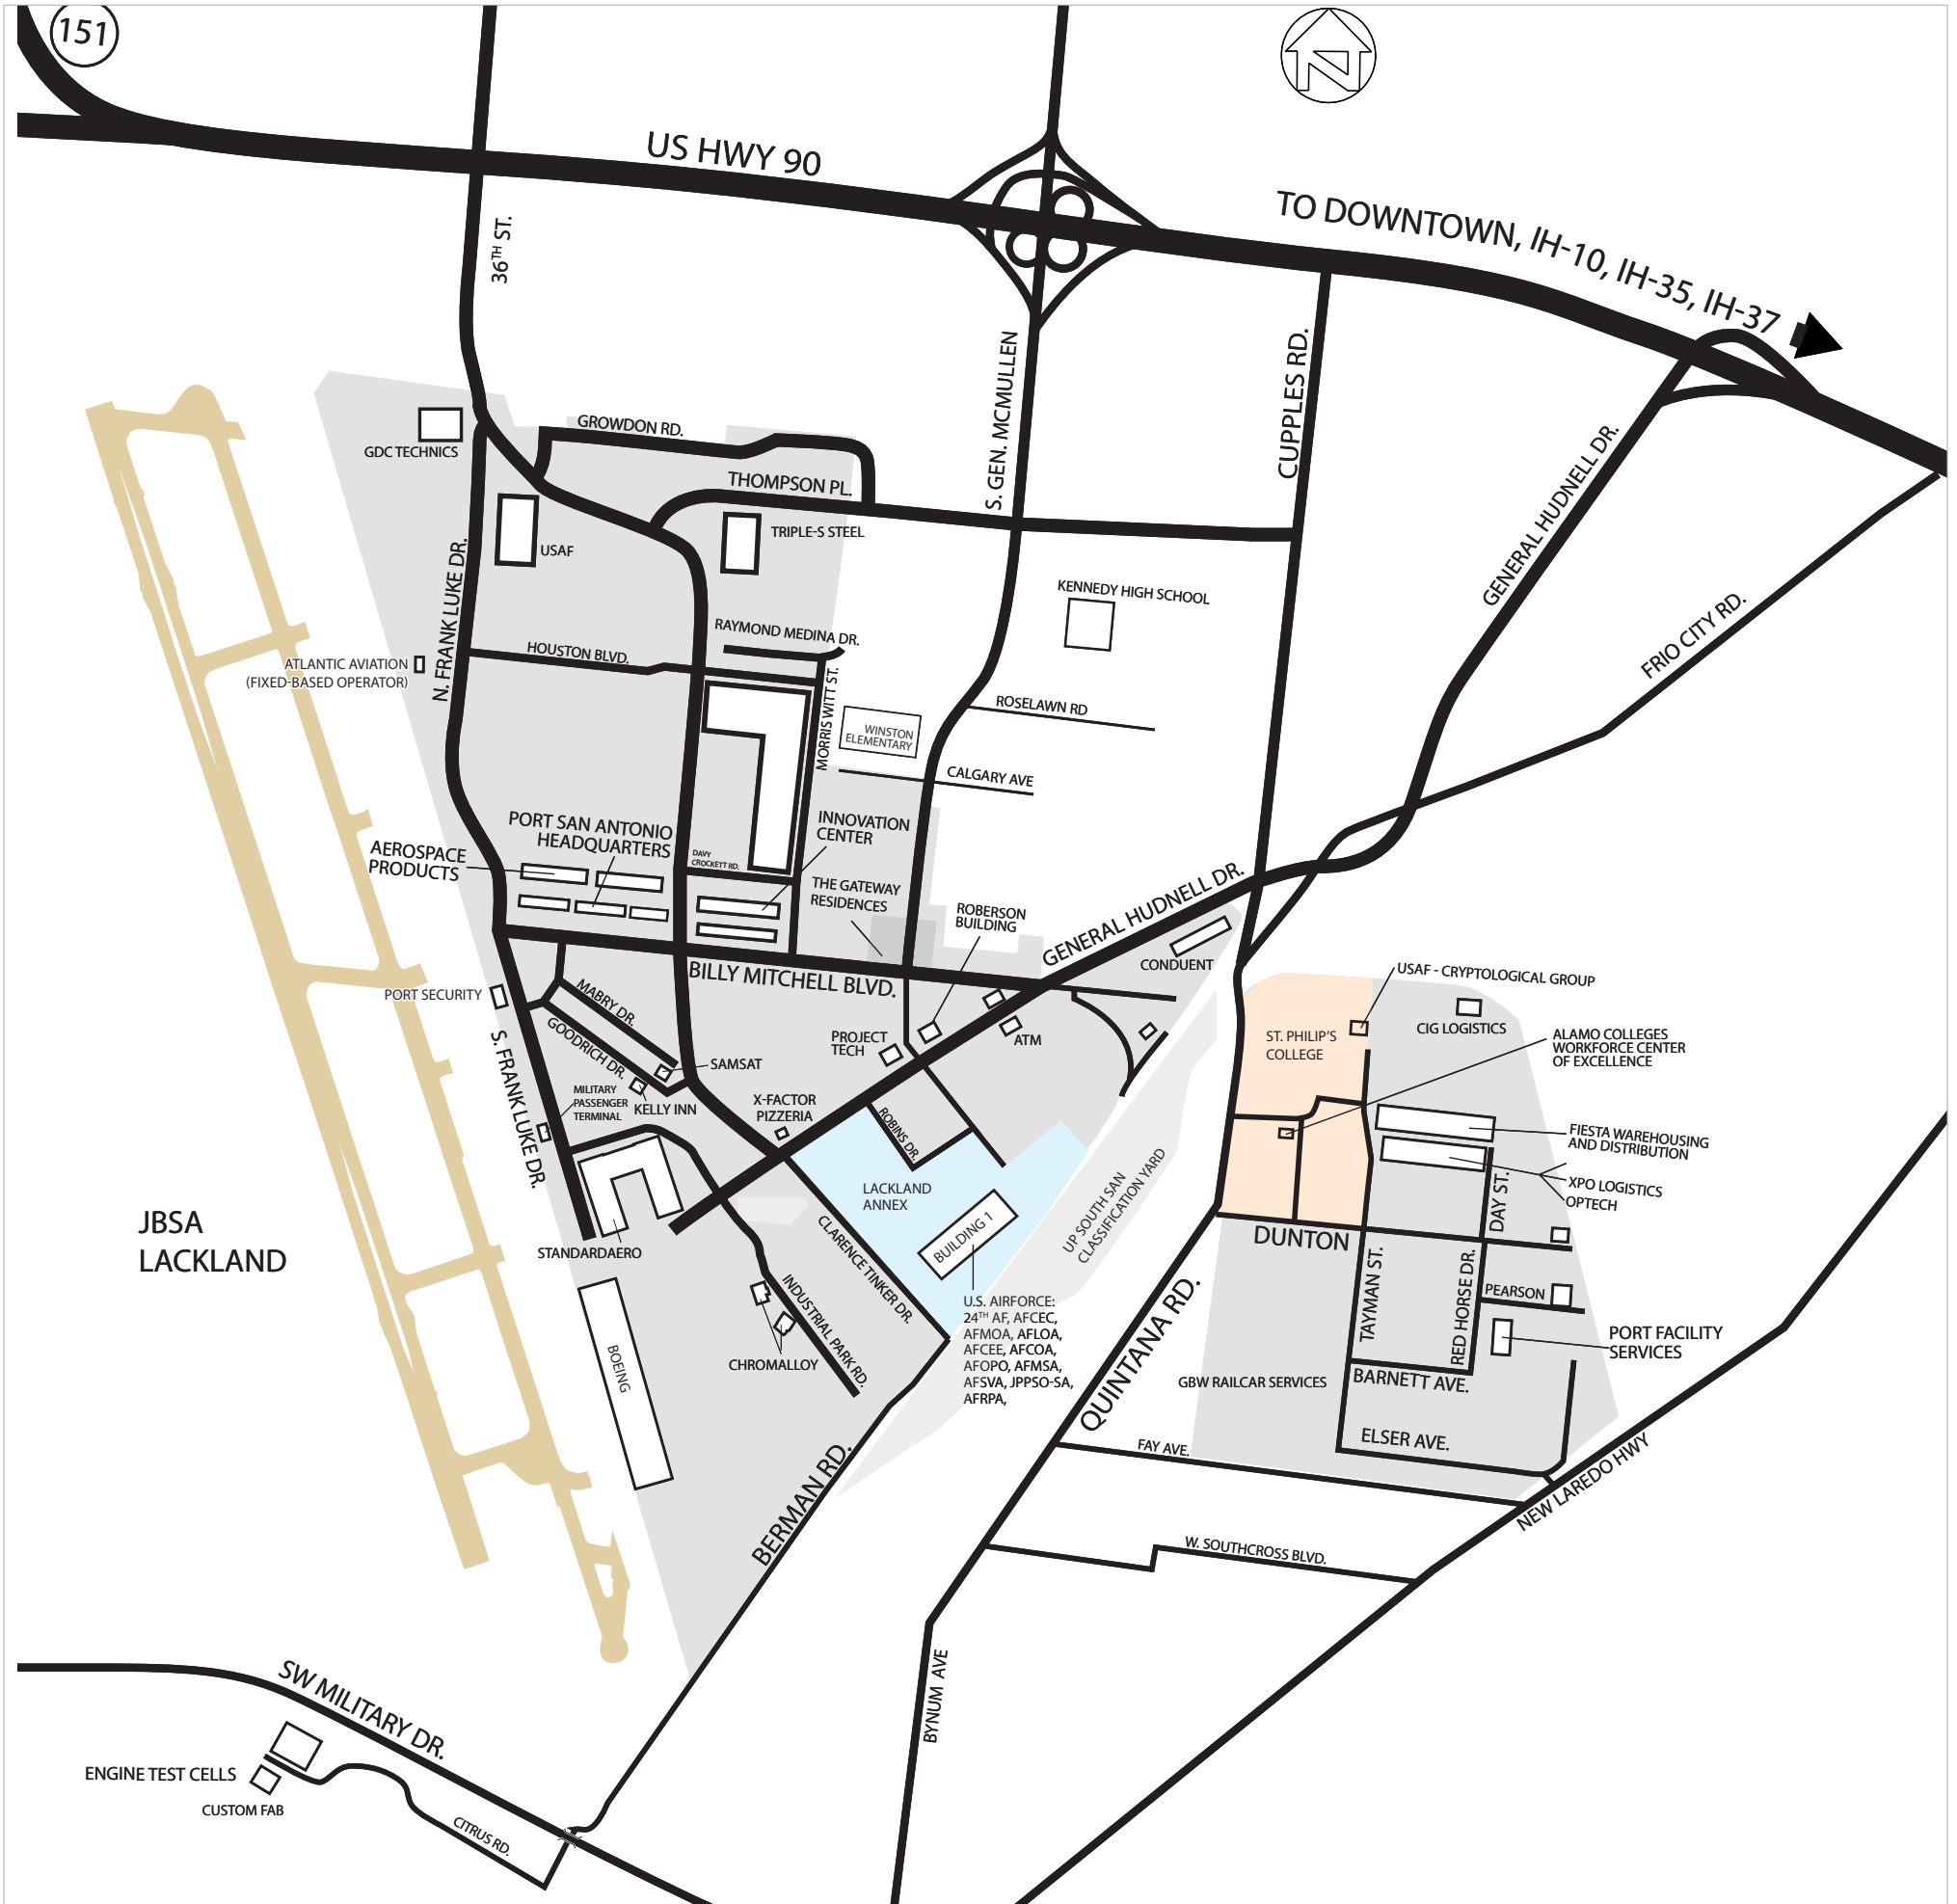 151
N
US HWY 90
TO DOWNTOWN, IH-10, IH-35, IH-37
36TH ST.
S. GEN. MCMULLEN
CUPPLES RD.
GENERAL HUDNELL DR.
FRIO CITY RD.
GROWDON RD.
GDC TECHNICS
THOMPSON PL.
TRIPLE-S STEEL
USAF
N. FRANK LUKE DR.
KENNEDY HIGH SCHOOL
RAYMOND MEDINA DR.
HOUSTON BLVD.
ATLANTIC AVIATION
(FIXED-BASED OPERATOR)
MORRIS WITT ST.
WINSTON
ELEMENTARY
ROSELAWN RD
CALGARY AVE
PORT SAN ANTONIO
HEADQUARTERS
INNOVATION
CENTER
AEROSPACE
PRODUCTS
DAVY
CROCKETT RD.
THE GATEWAY
RESIDENCES
ROBERSON
BUILDING
GENERAL HUDNELL DR.
CONDUENT
BILLY MITCHELL BLVD.
PORT SECURITY
MABRY DR.
GOODRICH DR.
S. FRANK LUKE DR.
SAMSAT
KELLY INN
MILITARY
PASSENGER
TERMINAL
PROJECT
TECH
ATM
X-FACTOR
PIZZERIA
ROBINS DR.
USAF - CRYPTOLOGICAL GROUP
CIG LOGISTICS
ST. PHILIP'S
COLLEGE
ALAMO COLLEGES
WORKFORCE CENTER
OF EXCELLENCE
FIESTA WAREHOUSING
AND DISTRIBUTION
XPO LOGISTICS
OPTECH
DAY ST.
LACKLAND
ANNEX
BUILDING 1
UP SOUTH SAN
CLASSIFICATION YARD
JBSA
LACKLAND
STANDARDAERO
CLARENCE TINKER DR.
DUNTON
TAYMAN ST.
RED HORSE DR.
PEARSON
PORT FACILITY
SERVICES
INDUSTRIAL PARK RD.
CHROMALLOY
BOEING
U.S. AIRFORCE:
24TH AF, AFCEC,
AFMOA, AFLOA,
AFCEE, AFCOA,
AFOPO, AFMSA,
AFSVA, JPPSO-SA,
AFRPA,
QUINTANA RD.
GBW RAILCAR SERVICES
BARNETT AVE.
ELSER AVE.
FAY AVE.
NEW LAREDO HWY
BERMAN RD.
W. SOUTHCROSS BLVD.
BYNUM AVE
SW MILITARY DR.
ENGINE TEST CELLS
CUSTOM FAB
CITRUS RD.